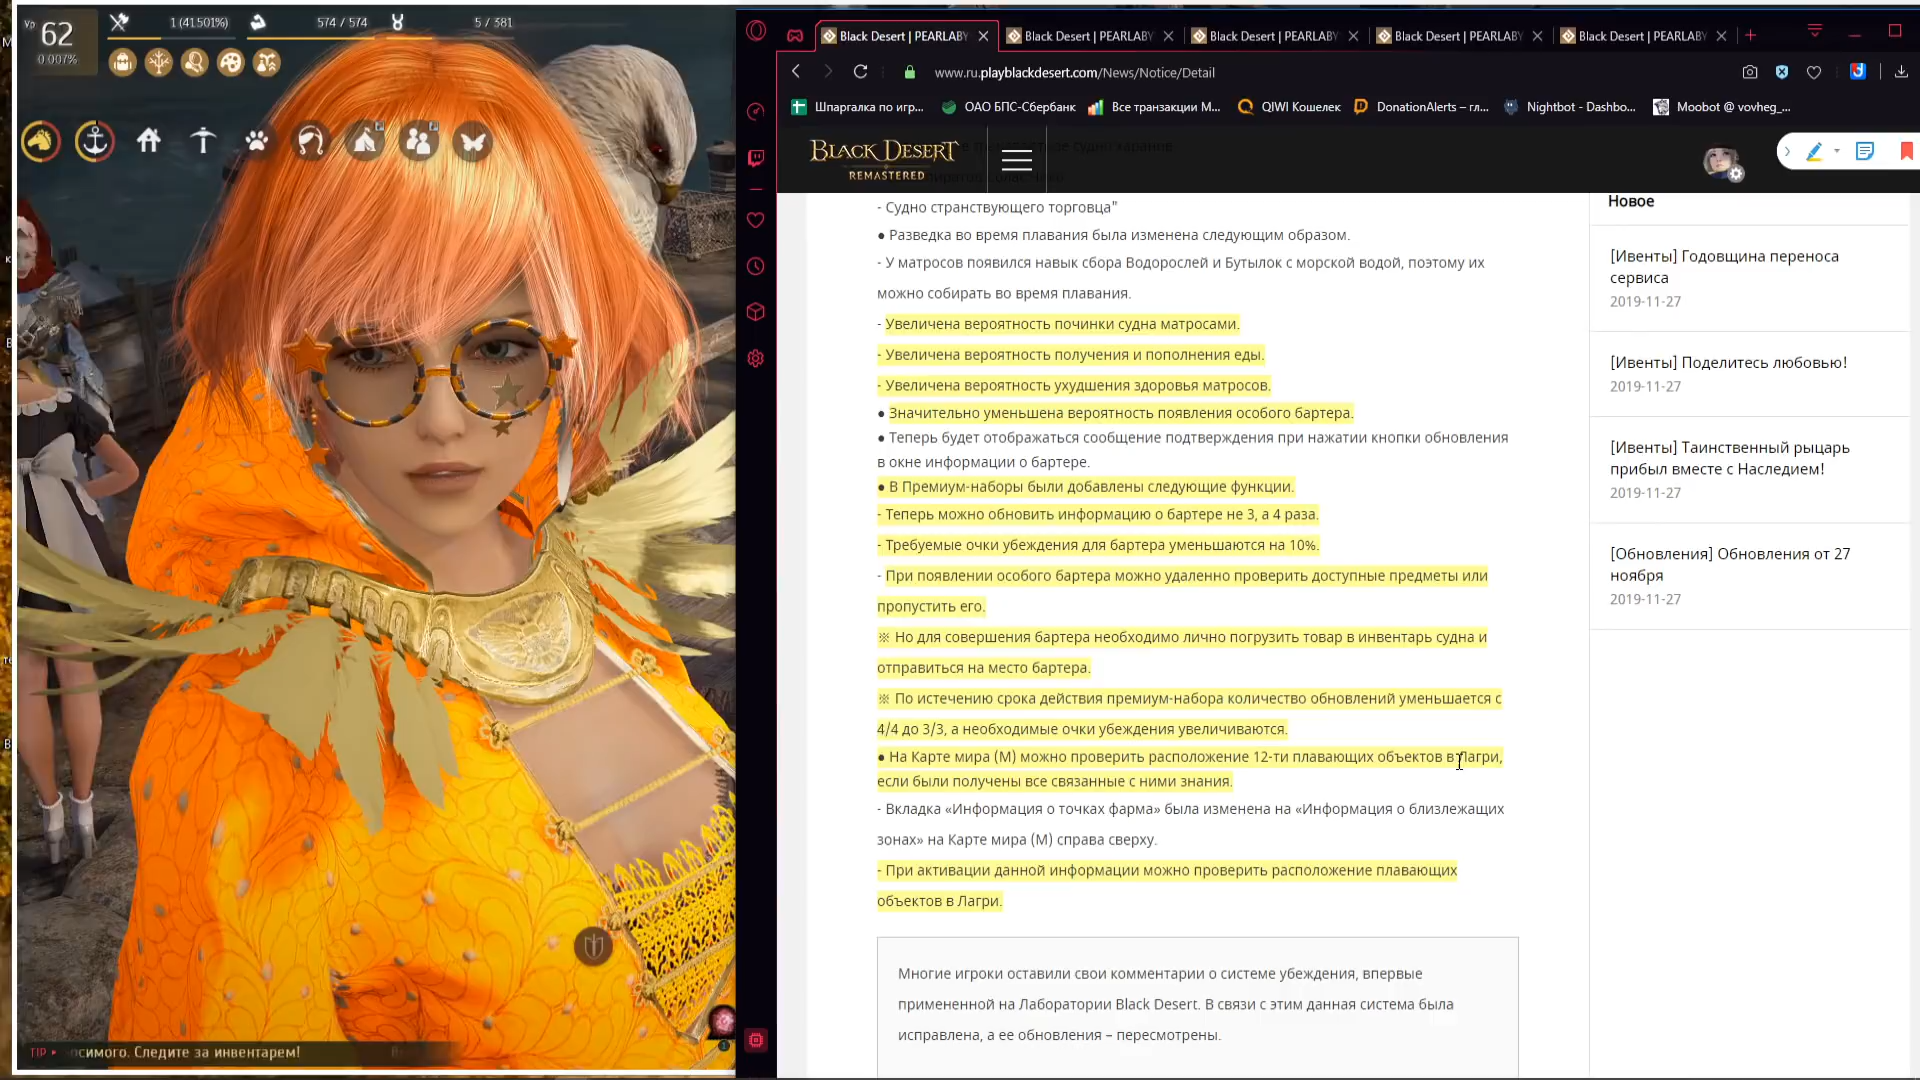 Ур
62
0.007%
1 (41.501%)
574 / 574
5 / 381
TIP
осимого. Следите за инвентарем!
Black Desert | PEARLABY
Black Desert | PEARLABY
Black Desert | PEARLABY
Black Desert | PEARLABY
Black Desert | PEARLABY
www.ru.playblackdesert.com/News/Notice/Detail
Шпаргалка по игр...
ОАО БПС-Сбербанк
Все транзакции М...
QIWI Кошелек
DonationAlerts – гл...
Nightbot - Dashbo...
Moobot @ vovheg_...
BLACK DESERT
REMASTERED
- Судно странствующего торговца"
● Разведка во время плавания была изменена следующим образом.
- У матросов появился навык сбора Водорослей и Бутылок с морской водой, поэтому их
можно собирать во время плавания.
- Увеличена вероятность починки судна матросами.
- Увеличена вероятность получения и пополнения еды.
- Увеличена вероятность ухудшения здоровья матросов.
● Значительно уменьшена вероятность появления особого бартера.
● Теперь будет отображаться сообщение подтверждения при нажатии кнопки обновления
в окне информации о бартере.
● В Премиум-наборы были добавлены следующие функции.
- Теперь можно обновить информацию о бартере не 3, а 4 раза.
- Требуемые очки убеждения для бартера уменьшаются на 10%.
- При появлении особого бартера можно удаленно проверить доступные предметы или
пропустить его.
※ Но для совершения бартера необходимо лично погрузить товар в инвентарь судна и
отправиться на место бартера.
※ По истечению срока действия премиум-набора количество обновлений уменьшается с
4/4 до 3/3, а необходимые очки убеждения увеличиваются.
● На Карте мира (М) можно проверить расположение 12-ти плавающих объектов в Лагри,
если были получены все связанные с ними знания.
- Вкладка «Информация о точках фарма» была изменена на «Информация о близлежащих
зонах» на Карте мира (М) справа сверху.
- При активации данной информации можно проверить расположение плавающих
объектов в Лагри.
Многие игроки оставили свои комментарии о системе убеждения, впервые
примененной на Лаборатории Black Desert. В связи с этим данная система была
исправлена, а ее обновления – пересмотрены.
Новое
[Ивенты] Годовщина переноса
сервиса
2019-11-27
[Ивенты] Поделитесь любовью!
2019-11-27
[Ивенты] Таинственный рыцарь
прибыл вместе с Наследием!
2019-11-27
[Обновления] Обновления от 27
ноября
2019-11-27